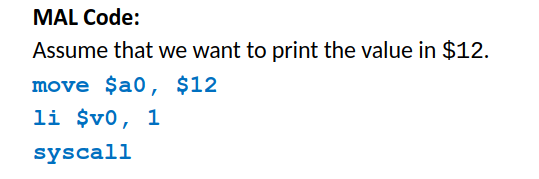 MAL Code:
Assume that we want to print the value in $12.
move $a0, $12
li $v0, 1
syscall